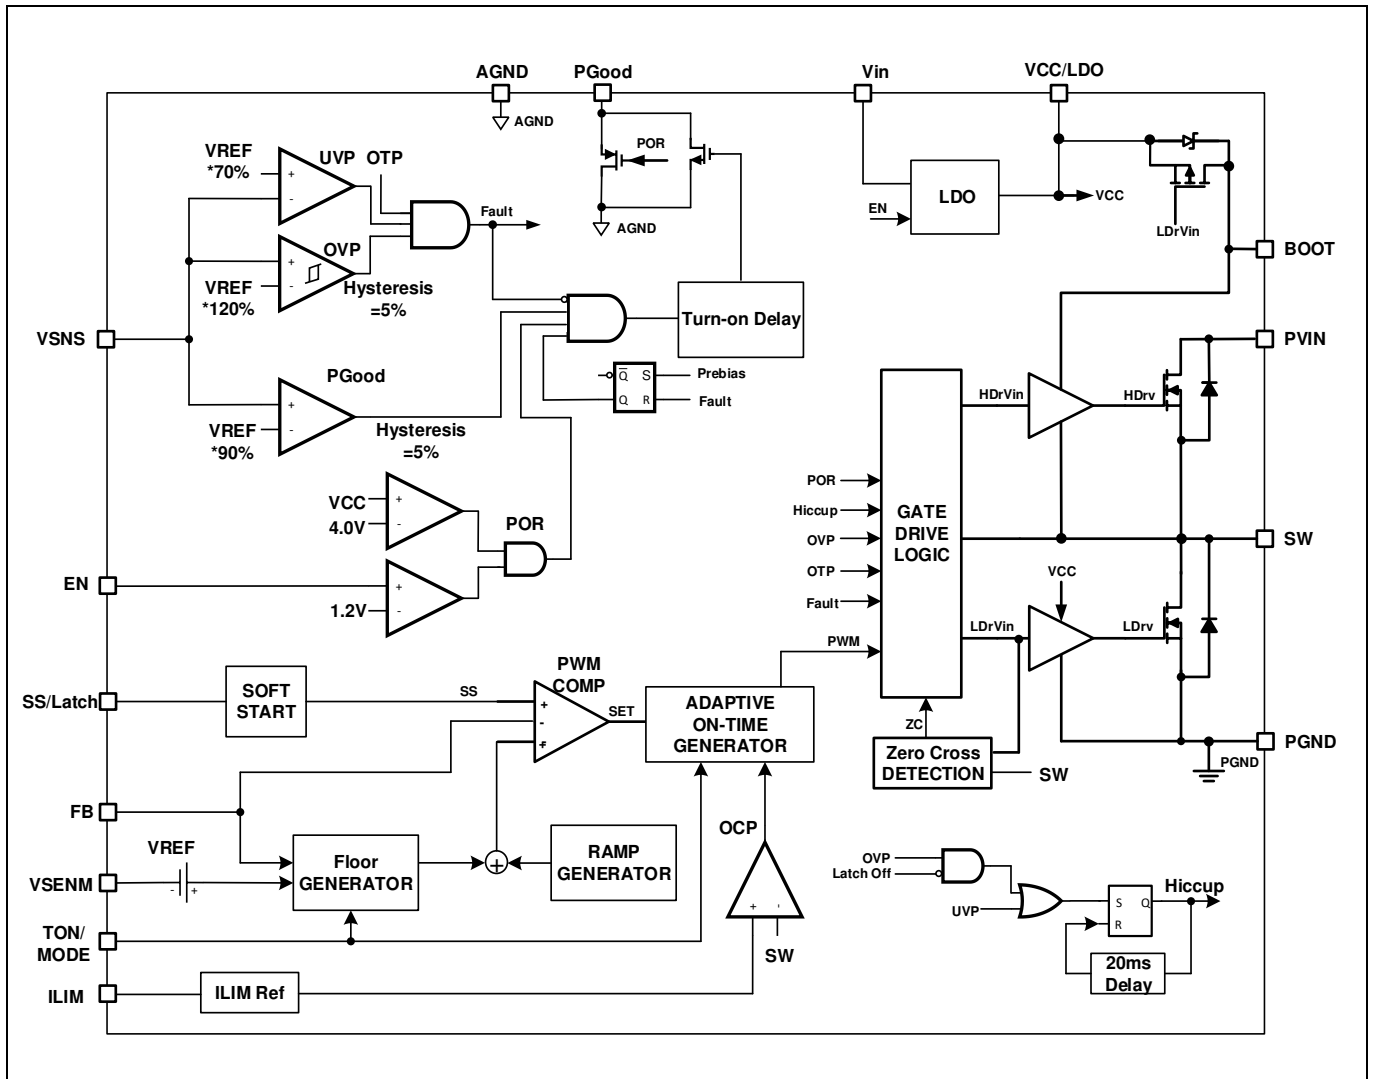 AGND
PGood
Vin
VCC/LDO
AGND
VREF
*70%
+
-
UVP
OTP
Fault
POR
AGND
LDO
EN
VCC
LDrVin
BOOT
OVP
+
-
VREF
*120%
Hysteresis
=5%
VSNS
Turn-on Delay
PVIN
PGood
+
-
VREF
*90%
Hysteresis
=5%
Q S
Q R
Prebias
Fault
HDrVin
HDrv
VCC
4.0V
+
-
POR
EN
1.2V
+
-
POR
Hiccup
OVP
OTP
Fault
PWM
GATE
DRIVE
LOGIC
SW
VCC
LDrVin
LDrv
SS/Latch
SOFT
START
SS
PWM
COMP
+
-
+
SET
ADAPTIVE
ON-TIME
GENERATOR
ZC
Zero Cross
DETECTION
SW
PGND
PGND
FB
VREF
- +
VSENM
Floor
GENERATOR
+
RAMP
GENERATOR
OCP
+ -
SW
TON/
MODE
ILIM
ILIM Ref
OVP
Latch Off
UVP
S Q
R
Hiccup
20ms
Delay